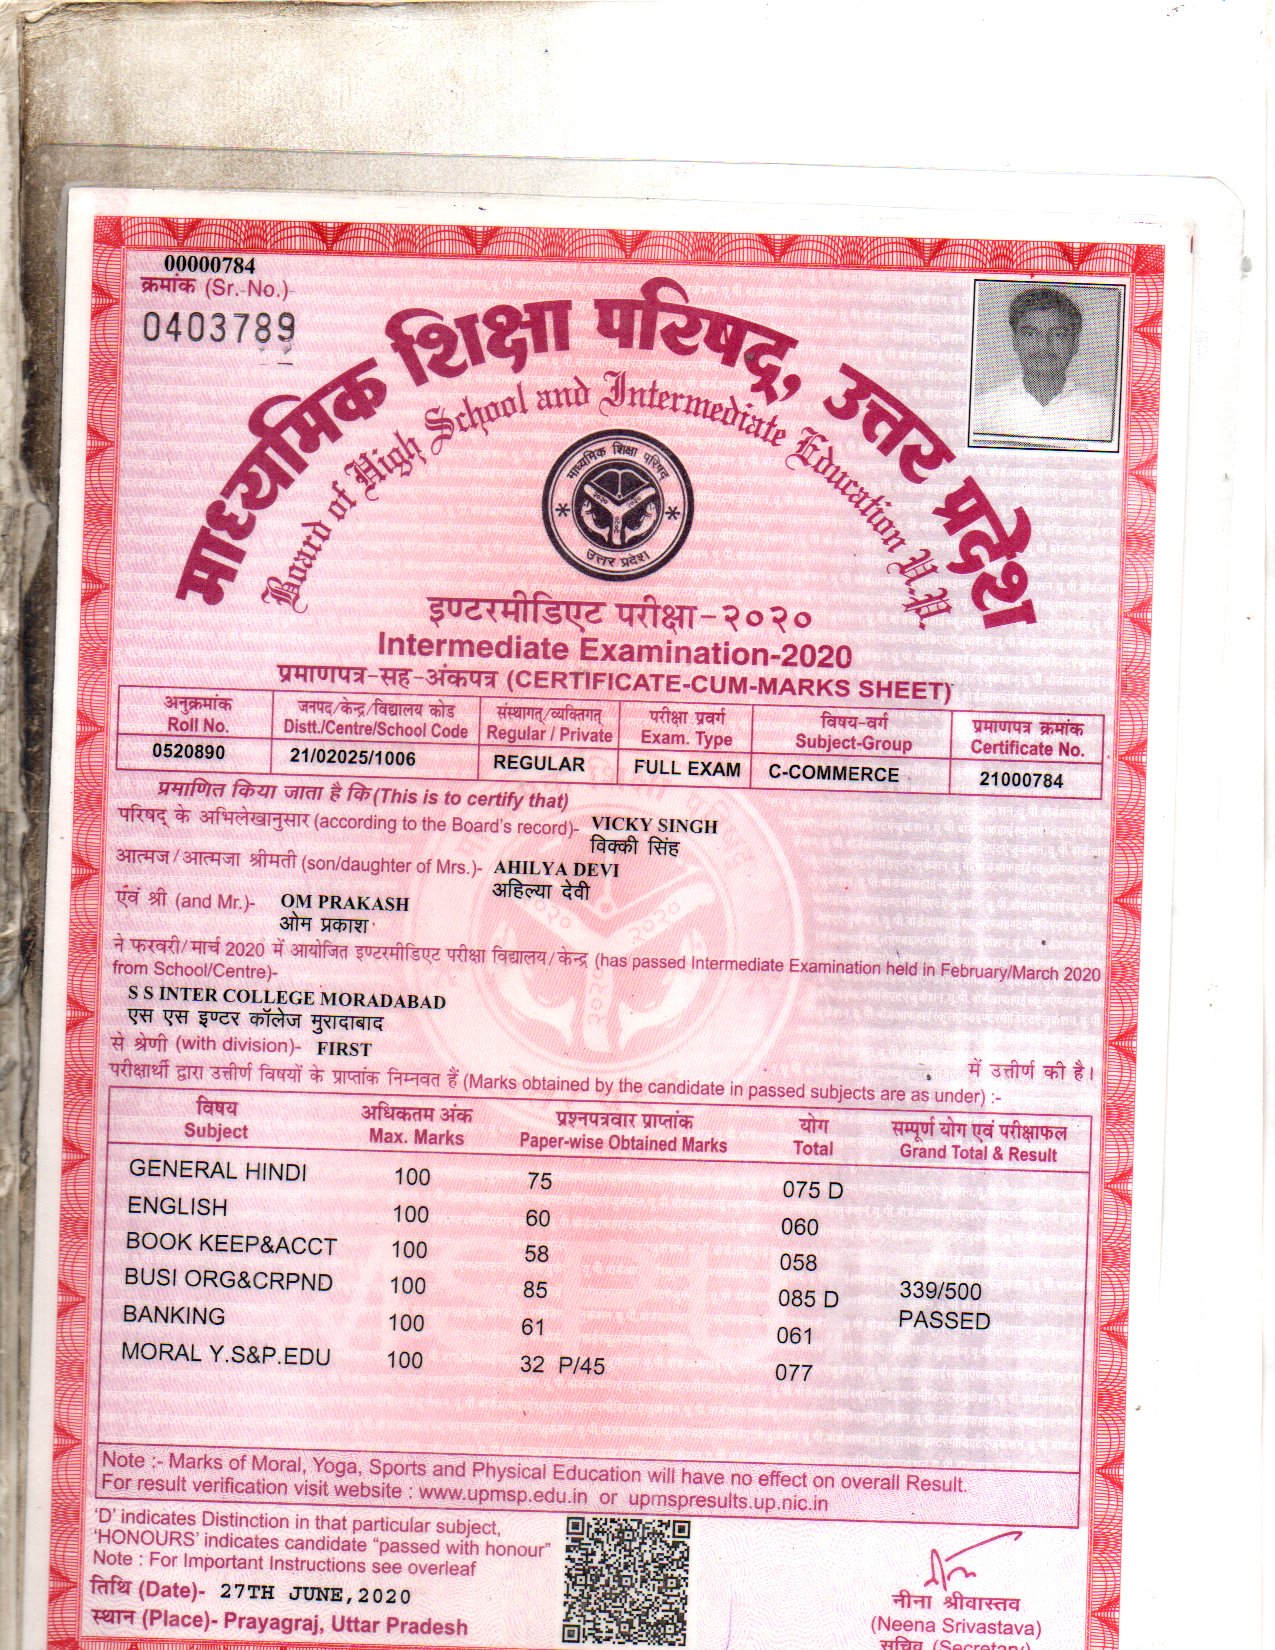 00000784
क्रमांक (Sr. No.)
0403789
माध्यमिक शिक्षा परिषद्, उत्तर प्रदेश
Board of High School and Intermediate Education U.P.
माध्यमिक शिक्षा परिषद
२०२० २०२०
२०२०
उत्तर प्रदेश
इण्टरमीडिएट परीक्षा-२०२०
Intermediate Examination-2020
प्रमाणपत्र-सह-अंकपत्र (CERTIFICATE-CUM-MARKS SHEET)
अनुक्रमांक जनपद/केन्द्र/विद्यालय कोड संस्थागत्/व्यक्तिगत् परीक्षा प्रवर्ग विषय-वर्ग प्रमाणपत्र क्रमांक
Roll No. Distt./Centre/School Code Regular / Private Exam. Type Subject-Group Certificate No.
0520890 21/02025/1006 REGULAR FULL EXAM C-COMMERCE 21000784
प्रमाणित किया जाता है कि (This is to certify that)
परिषद् के अभिलेखानुसार (according to the Board's record)- VICKY SINGH
विक्की सिंह
आत्मज/आत्मजा श्रीमती (son/daughter of Mrs.)- AHILYA DEVI
अहिल्या देवी
एंव श्री (and Mr.)- OM PRAKASH
ओम प्रकाश
ने फरवरी/मार्च 2020 में आयोजित इण्टरमीडिएट परीक्षा विद्यालय/केन्द्र (has passed Intermediate Examination held in February/March 2020
from School/Centre)-
S S INTER COLLEGE MORADABAD
एस एस इण्टर कॉलेज मुरादाबाद
से श्रेणी (with division)- FIRST में उत्तीर्ण की है।
परीक्षार्थी द्वारा उत्तीर्ण विषयों के प्राप्तांक निम्नवत हैं (Marks obtained by the candidate in passed subjects are as under) :-
विषय अधिकतम अंक प्रश्नपत्रवार प्राप्तांक योग सम्पूर्ण योग एवं परीक्षाफल
Subject Max. Marks Paper-wise Obtained Marks Total Grand Total & Result
GENERAL HINDI 100 75 075 D
ENGLISH 100 60 060
BOOK KEEP&ACCT 100 58 058
BUSI ORG&CRPND 100 85 085 D 339/500
BANKING 100 61 061 PASSED
MORAL Y.S&P.EDU 100 32 P/45 077
Note :- Marks of Moral, Yoga, Sports and Physical Education will have no effect on overall Result.
For result verification visit website : www.upmsp.edu.in or upmspresults.up.nic.in
'D' indicates Distinction in that particular subject,
'HONOURS' indicates candidate "passed with honour"
Note : For Important Instructions see overleaf
तिथि (Date)- 27TH JUNE,2020
स्थान (Place)- Prayagraj, Uttar Pradesh
नीना श्रीवास्तव
(Neena Srivastava)
सचिव (Secretary)